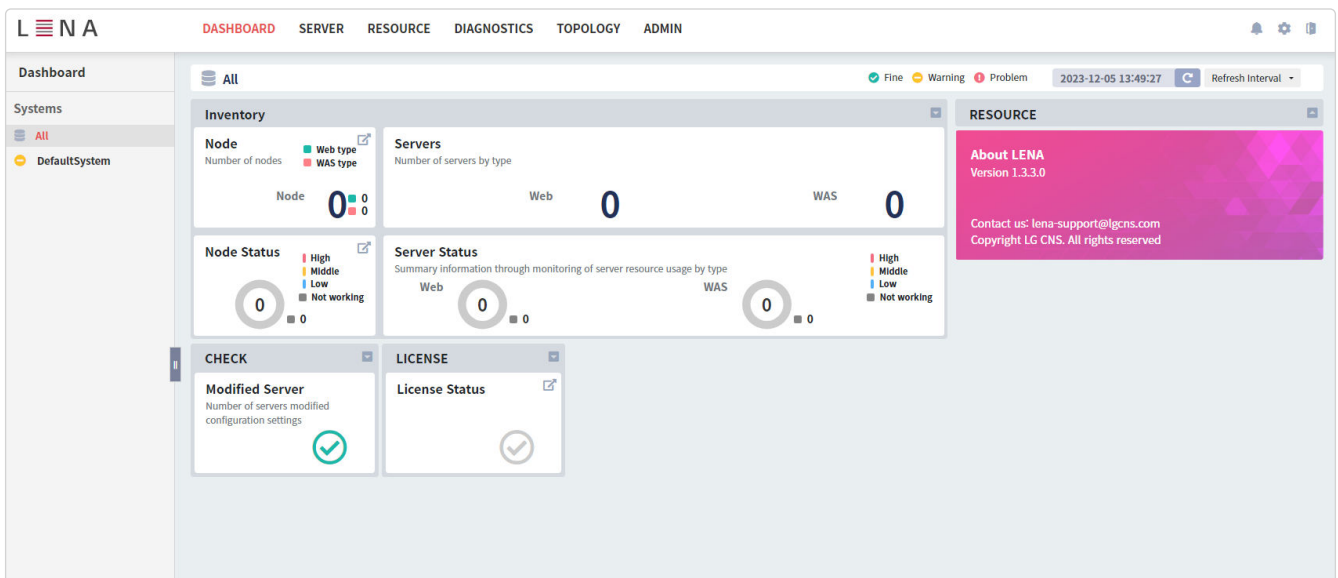 LENA
DASHBOARD SERVER RESOURCE DIAGNOSTICS TOPOLOGY ADMIN
Dashboard
Systems
All
DefaultSystem
All
Fine Warning Problem 2023-12-05 13:49:27 Refresh Interval
Inventory
Node
Number of nodes
Web type
WAS type
Node 0 0
0
Servers
Number of servers by type
Web 0 WAS 0
Node Status
High
Middle
Low
Not working
0 0
Server Status
Summary information through monitoring of server resource usage by type
Web 0 0
WAS 0 0
High
Middle
Low
Not working
RESOURCE
About LENA
Version 1.3.3.0
Contact us: lena-support@lgcns.com
Copyright LG CNS. All rights reserved
CHECK
Modified Server
Number of servers modified
configuration settings
LICENSE
License Status